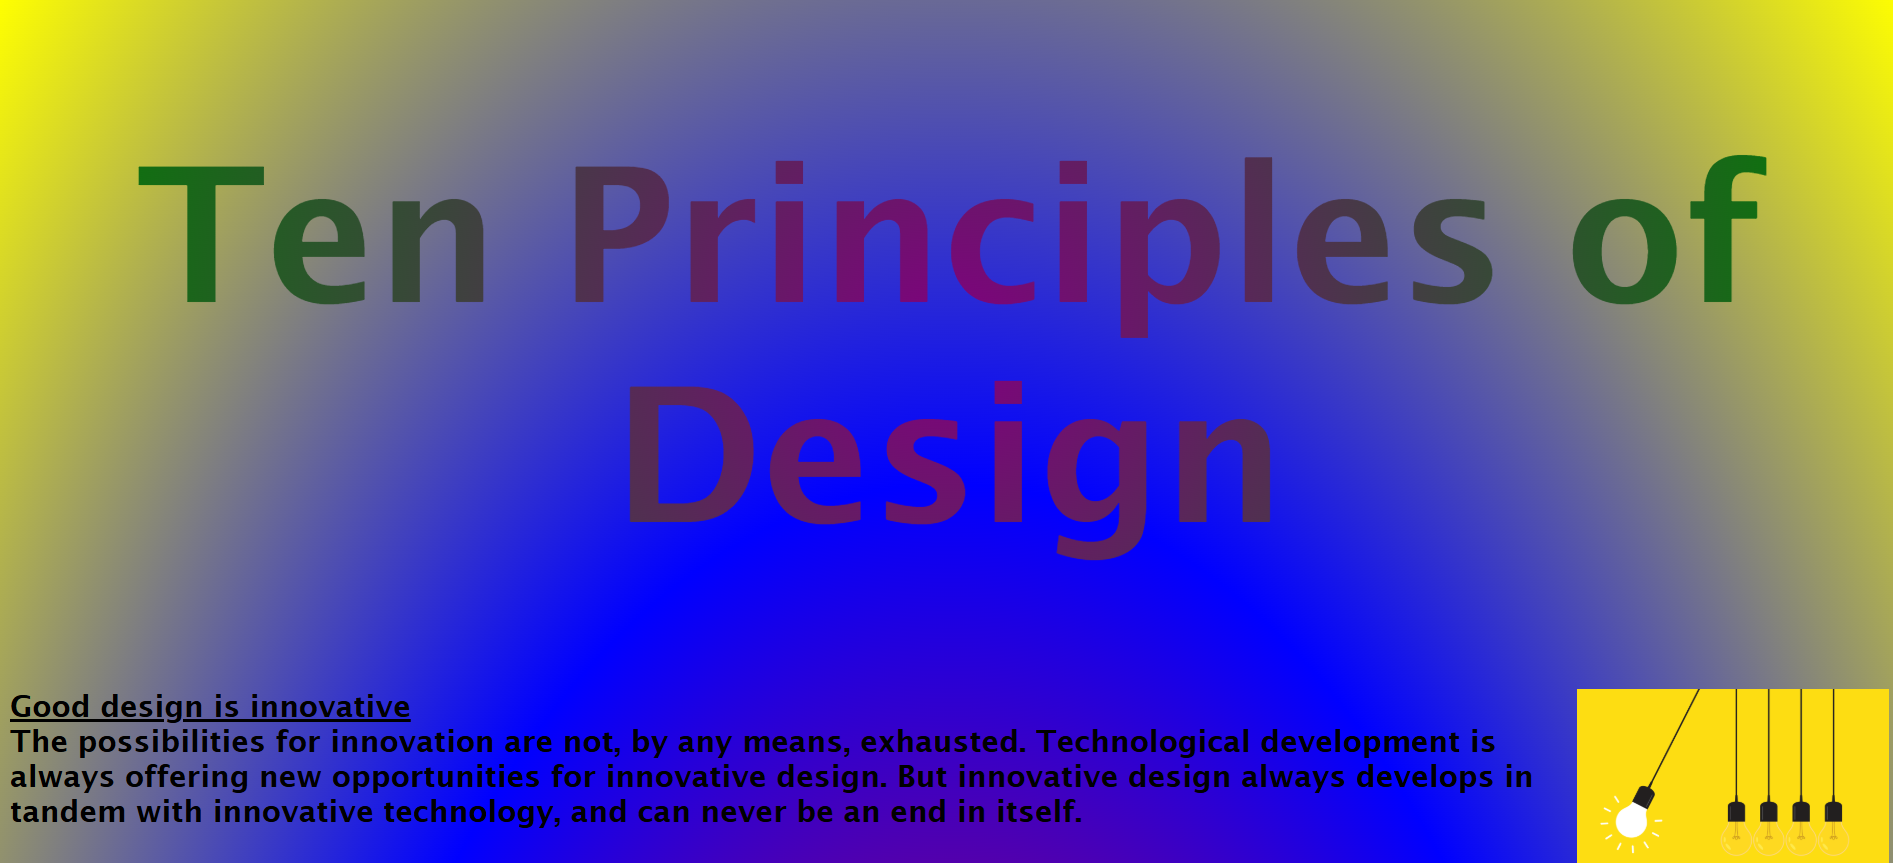 Ten Principles of
Design
Good design is innovative
The possibilities for innovation are not, by any means, exhausted. Technological development is
always offering new opportunities for innovative design. But innovative design always develops in
tandem with innovative technology, and can never be an end in itself.